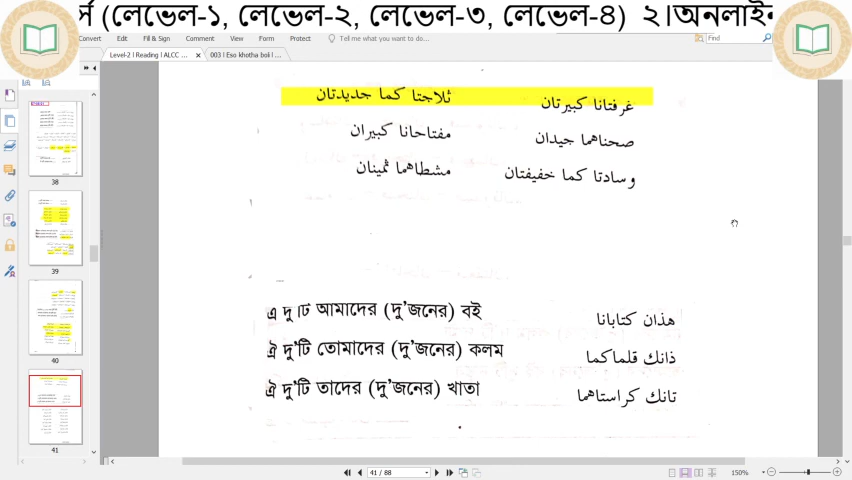 র্স (লেভেল-১, লেভেল-২, লেভেল-৩, লেভেল-৪) ২।অনলাইন
Convert Edit Fill & Sign Comment View Form Protect Tell me what you want to do... Find
Level-2 l Reading l ALCC ... 003 l Eso khotha boli l ...
غرفتانا كبيرتان ثلاجتا كما جديدتان
صحناهما جيدان مفتاحانا كبيران
وسادتا كما خفيفتان مشطاهما ثمينان
38
39
40
41
هذان كتابانا এ দু'টি আমাদের (দু'জনের) বই
ذانك قلماكما ঐ দু'টি তোমাদের (দু'জনের) কলম
تانك كراستاهما ঐ দু'টি তাদের (দু'জনের) খাতা
41 / 88 150%